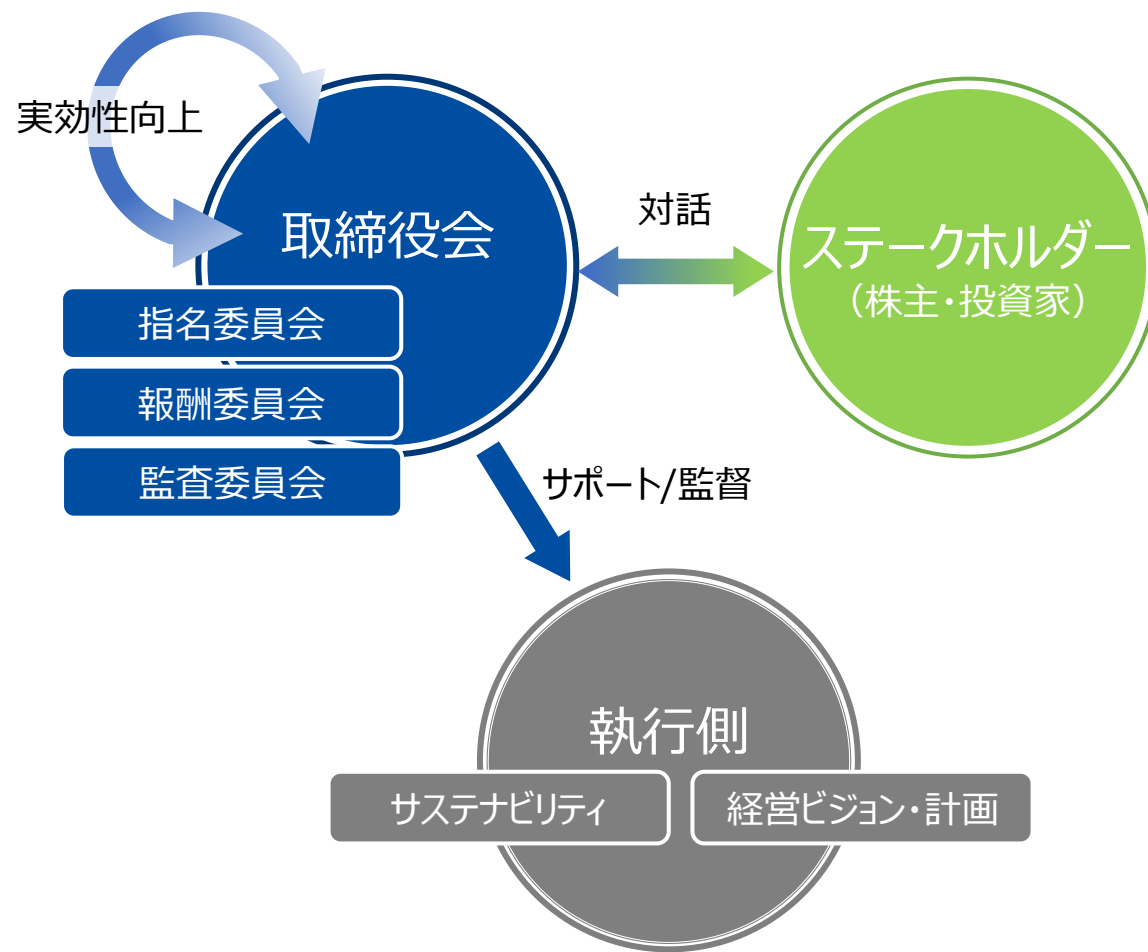 実効性向上
取締役会
指名委員会
報酬委員会
監査委員会
対話
ステークホルダー
（株主・投資家）
サポート/監督
執行側
サステナビリティ
経営ビジョン・計画